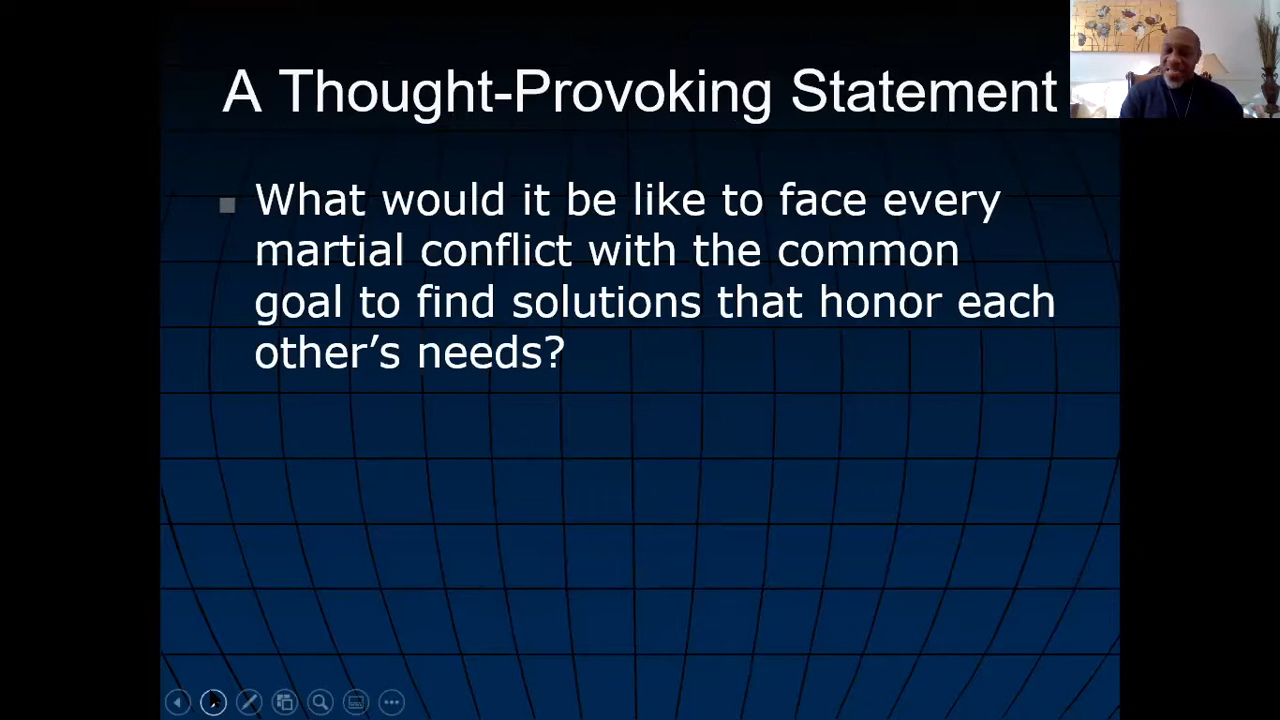 A Thought-Provoking Statement
What would it be like to face every
martial conflict with the common
goal to find solutions that honor each
other’s needs?